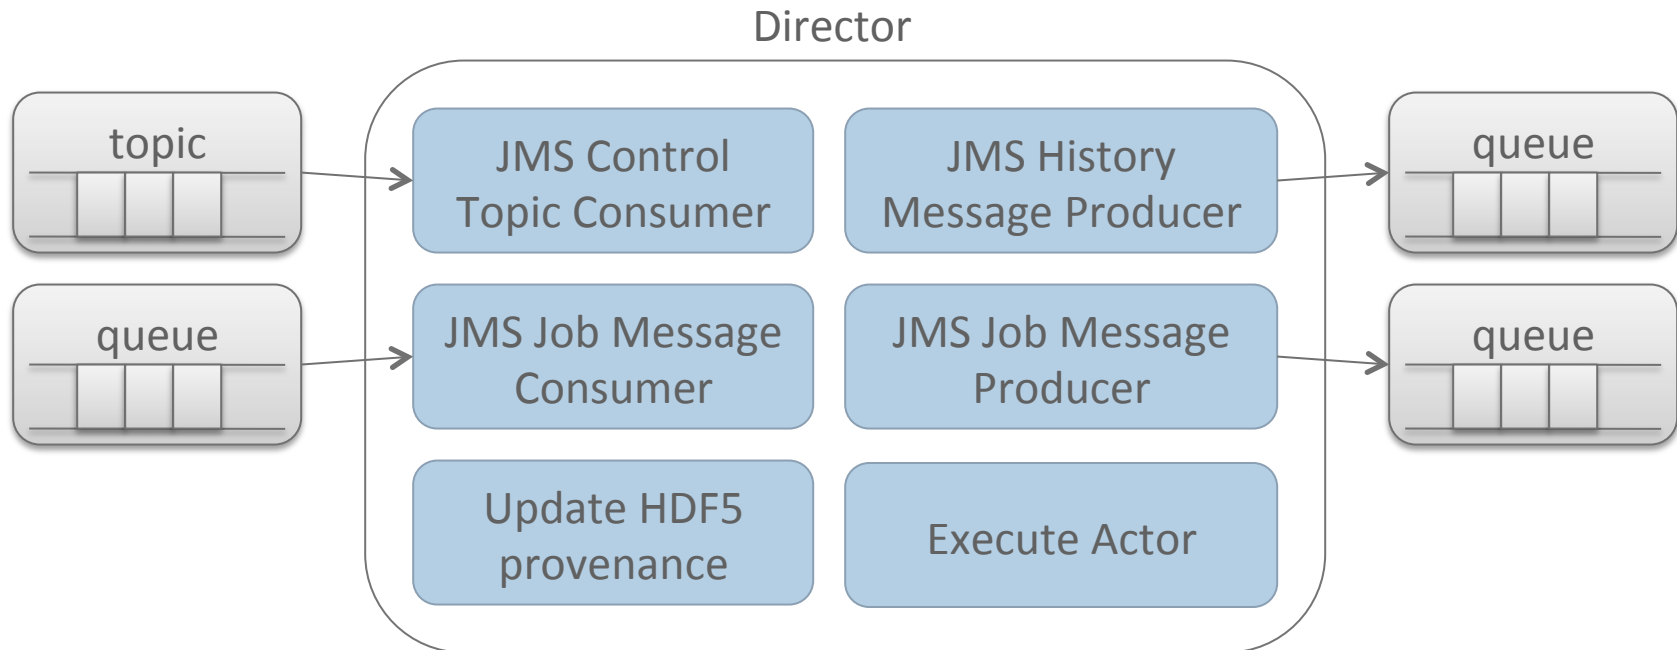 Director
topic
JMS Control
Topic Consumer
JMS History
Message Producer
queue
queue
JMS Job Message
Consumer
JMS Job Message
Producer
queue
Update HDF5
provenance
Execute Actor